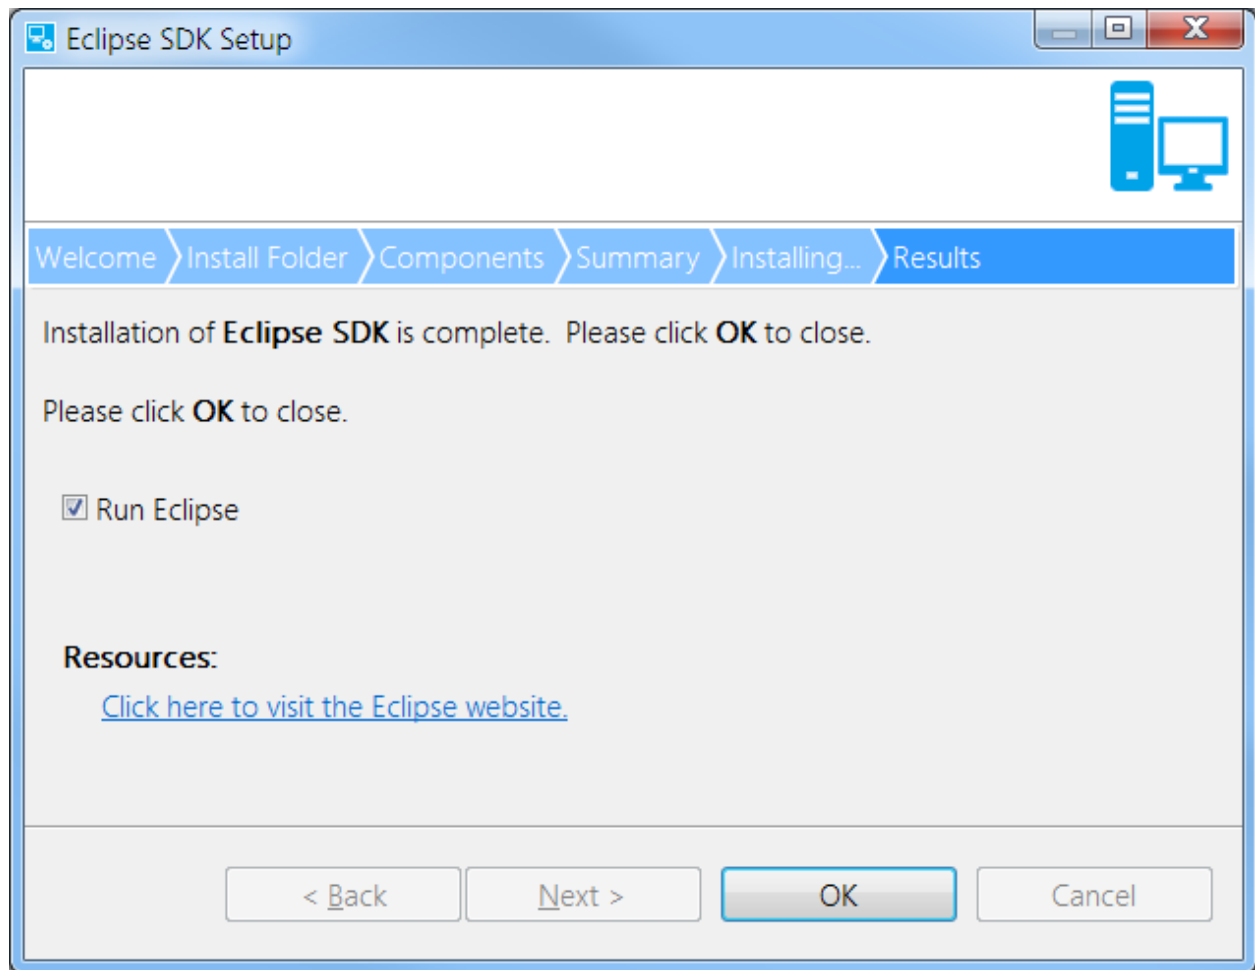 Eclipse SDK Setup
Welcome Install Folder Components Summary Installing... Results
Installation of Eclipse SDK is complete.  Please click OK to close.
Please click OK to close.
Run Eclipse
Resources:
Click here to visit the Eclipse website.
< Back Next > OK Cancel